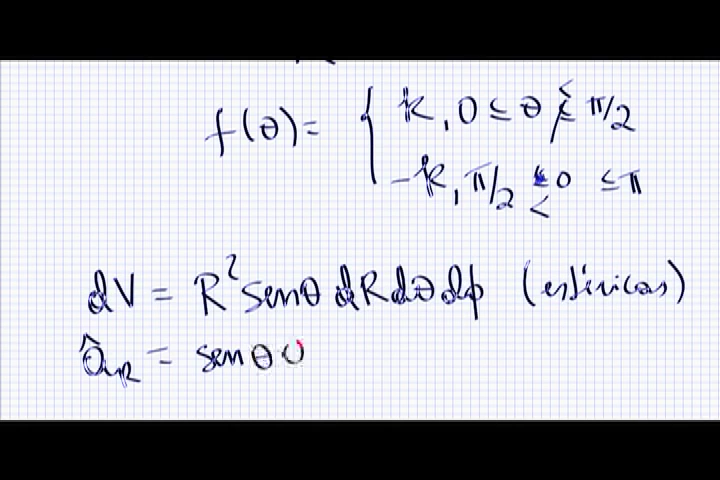 f(θ)= { k, 0 ≤ θ < π/2
-k, π/2 < θ ≤ π
dV = R² senθ dR dθ dφ (esféricas)
â_R = senθ